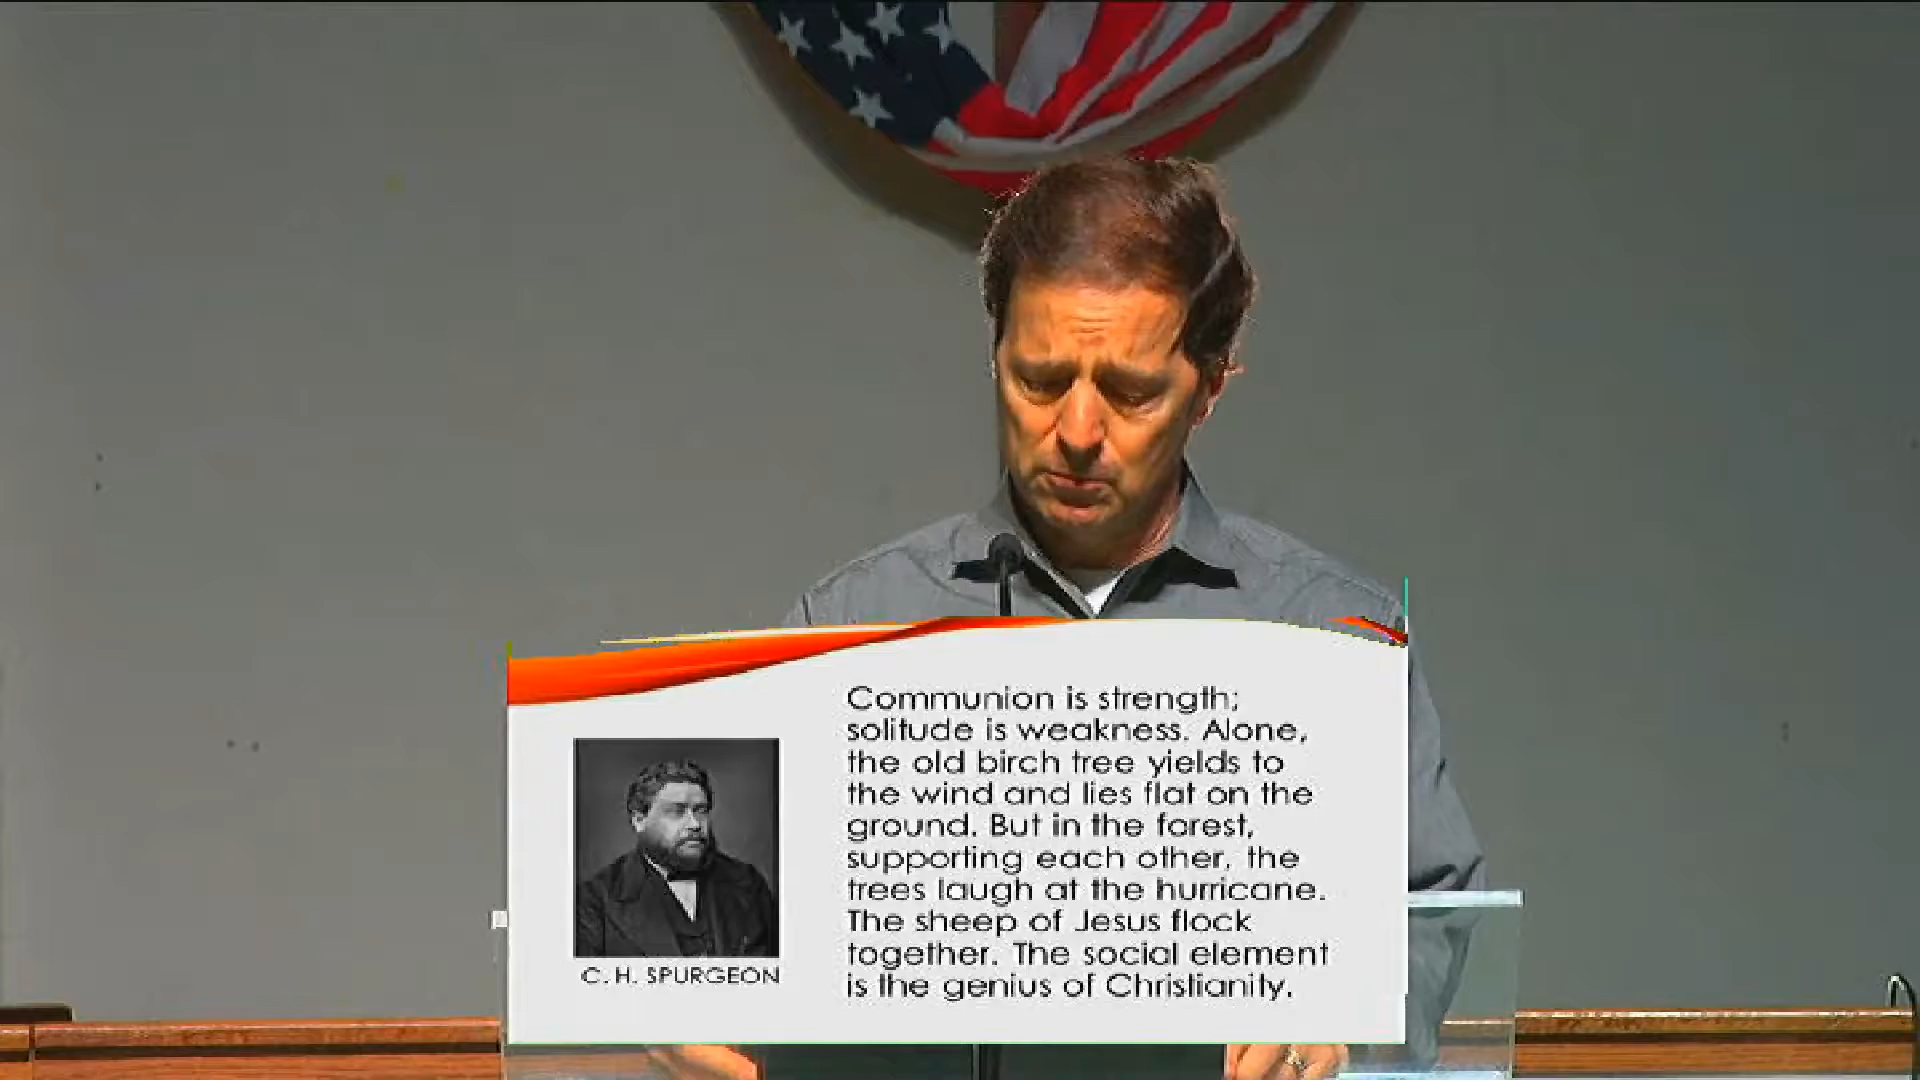 Communion is strength;
solitude is weakness. Alone,
the old birch tree yields to
the wind and lies flat on the
ground. But in the forest,
supporting each other, the
trees laugh at the hurricane.
The sheep of Jesus flock
together. The social element
is the genius of Christianity.
C. H. SPURGEON